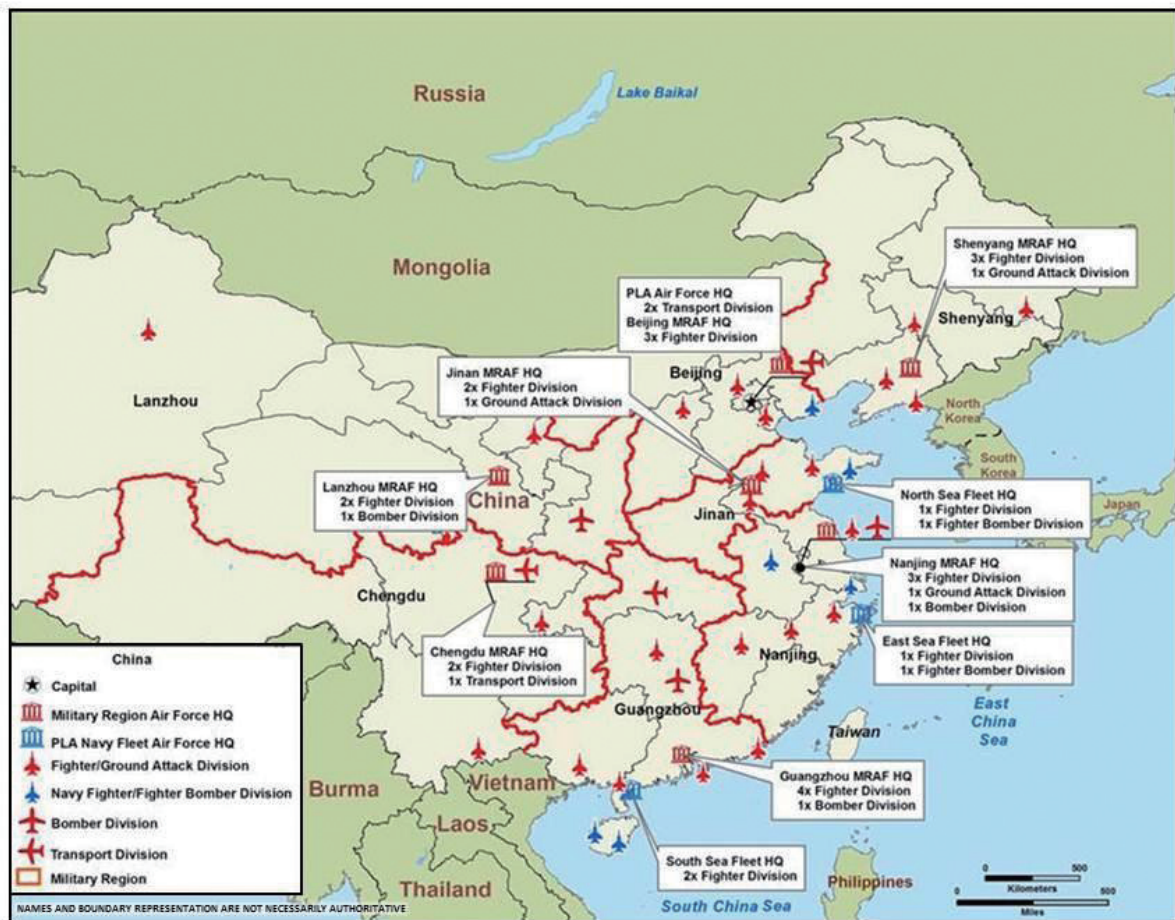 Russia
Lake Baikal
Mongolia
Shenyang MRAF HQ
3x Fighter Division
1x Ground Attack Division
Shenyang
PLA Air Force HQ
2x Transport Division
Beijing MRAF HQ
3x Fighter Division
Beijing
Jinan MRAF HQ
2x Fighter Division
1x Ground Attack Division
Lanzhou
North
Korea
South
Korea
Japan
Lanzhou MRAF HQ
2x Fighter Division
1x Bomber Division
China
Jinan
North Sea Fleet HQ
1x Fighter Division
1x Fighter Bomber Division
Nanjing MRAF HQ
3x Fighter Division
1x Ground Attack Division
1x Bomber Division
Chengdu
Chengdu MRAF HQ
2x Fighter Division
1x Transport Division
Nanjing
East Sea Fleet HQ
1x Fighter Division
1x Fighter Bomber Division
Guangzhou
Taiwan
East
China
Sea
Guangzhou MRAF HQ
4x Fighter Division
1x Bomber Division
Burma
Vietnam
Laos
Thailand
South Sea Fleet HQ
2x Fighter Division
South China Sea
Philippines
0
500
Kilometers
0
500
Miles
China
Capital
Military Region Air Force HQ
PLA Navy Fleet Air Force HQ
Fighter/Ground Attack Division
Navy Fighter/Fighter Bomber Division
Bomber Division
Transport Division
Military Region
NAMES AND BOUNDARY REPRESENTATION ARE NOT NECESSARILY AUTHORITATIVE